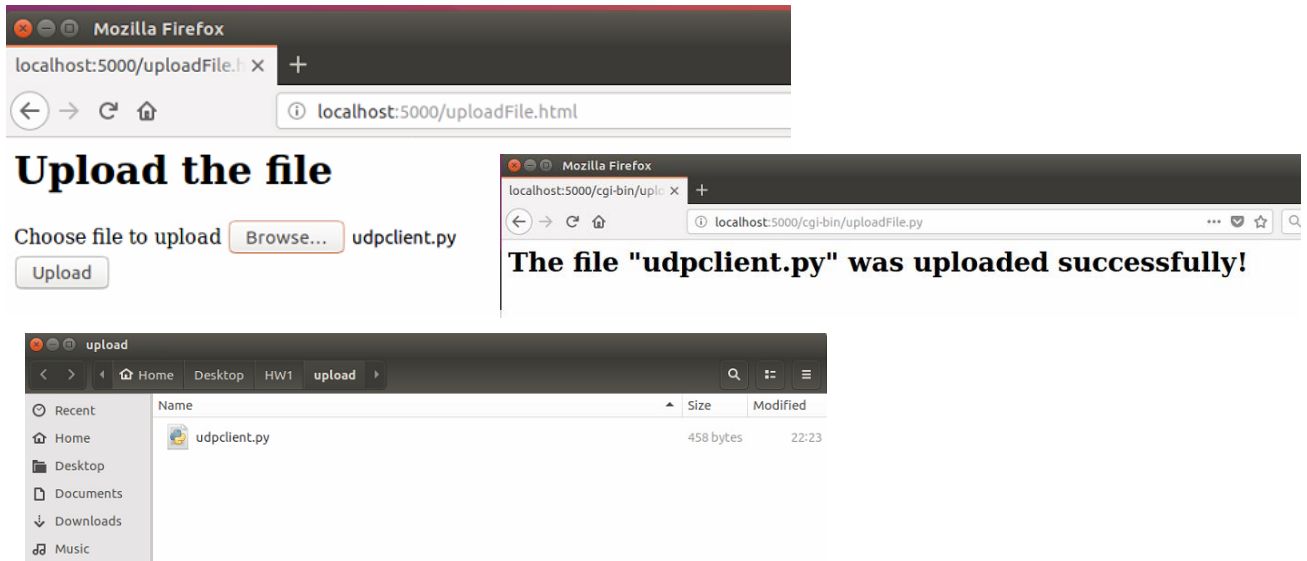 Mozilla Firefox
localhost:5000/uploadFile.h
localhost:5000/uploadFile.html
Upload the file
Choose file to upload Browse... udpclient.py
Upload
Mozilla Firefox
localhost:5000/cgi-bin/uplo
localhost:5000/cgi-bin/uploadFile.py
The file "udpclient.py" was uploaded successfully!
upload
Home Desktop HW1 upload
Name Size Modified
udpclient.py 458 bytes 22:23
Recent
Home
Desktop
Documents
Downloads
Music